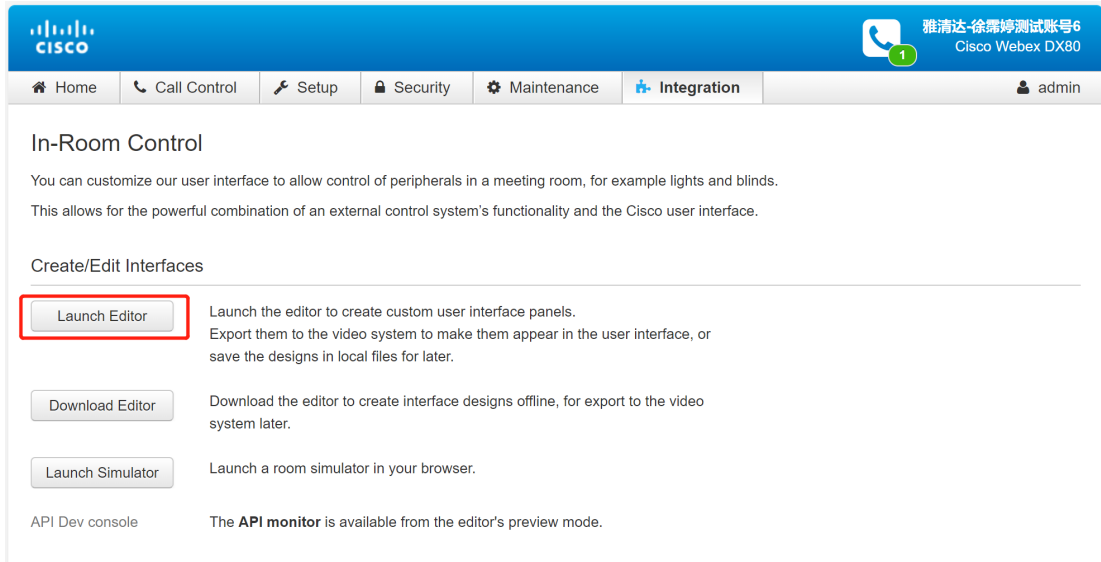 CISCO
雅清达-徐霈婷测试账号6
Cisco Webex DX80
1
Home
Call Control
Setup
Security
Maintenance
Integration
admin
In-Room Control
You can customize our user interface to allow control of peripherals in a meeting room, for example lights and blinds.
This allows for the powerful combination of an external control system's functionality and the Cisco user interface.
Create/Edit Interfaces
Launch Editor
Launch the editor to create custom user interface panels.
Export them to the video system to make them appear in the user interface, or
save the designs in local files for later.
Download Editor
Download the editor to create interface designs offline, for export to the video
system later.
Launch Simulator
Launch a room simulator in your browser.
API Dev console
The API monitor is available from the editor's preview mode.